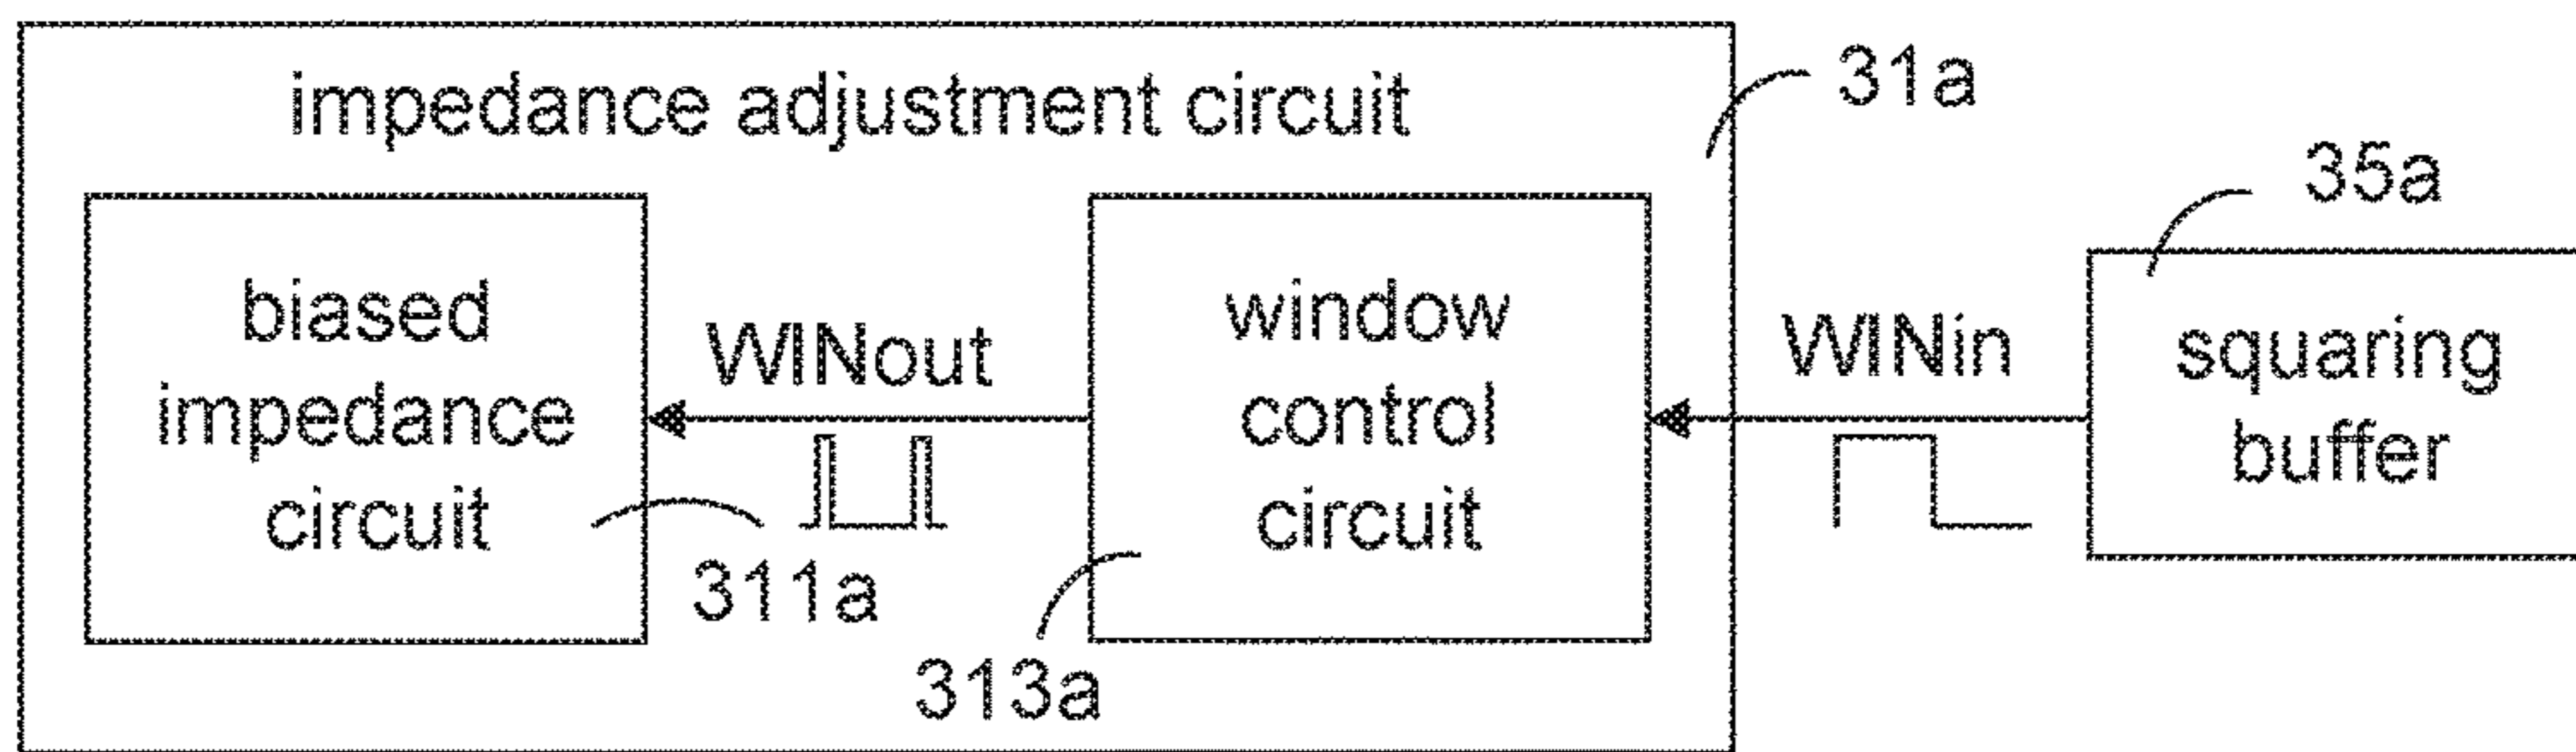 impedance adjustment circuit
31a
35a
biased
impedance
circuit
WINout
311a
window
control
circuit
313a
WINin
squaring
buffer